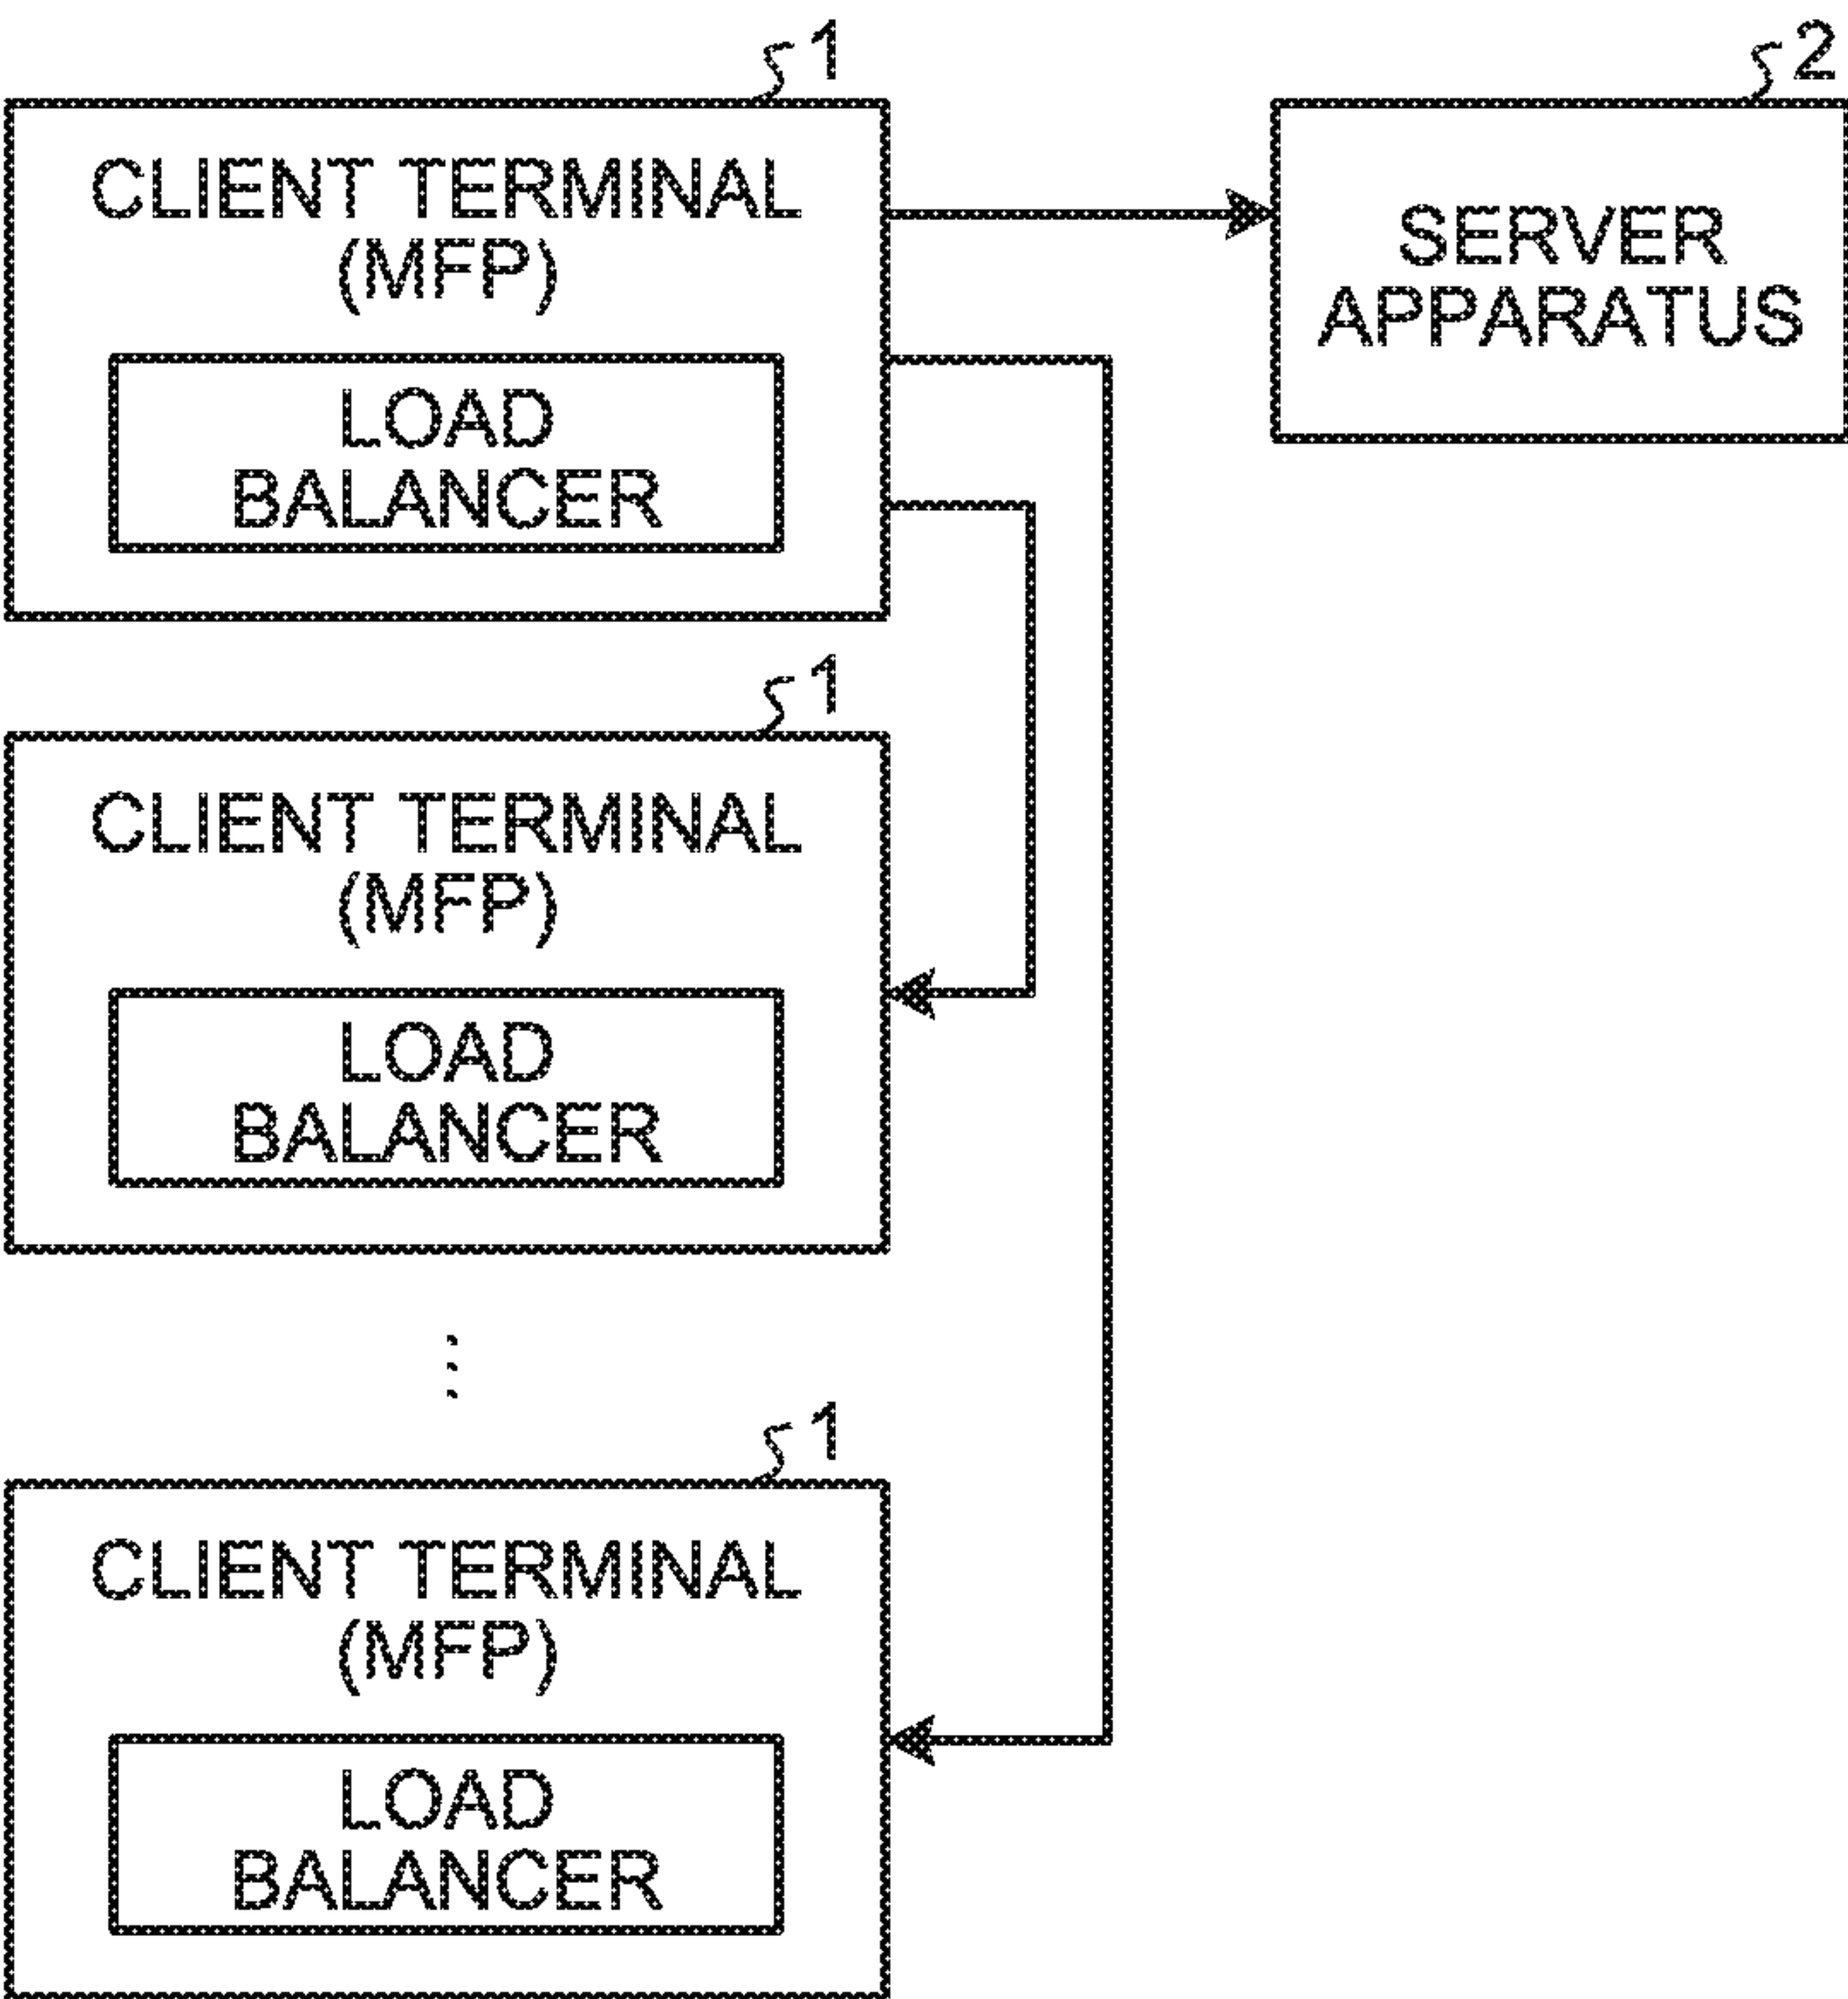 1
2
CLIENT TERMINAL
(MFP)
LOAD
BALANCER
SERVER
APPARATUS
1
CLIENT TERMINAL
(MFP)
LOAD
BALANCER
1
CLIENT TERMINAL
(MFP)
LOAD
BALANCER